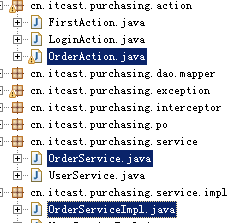 cn.itcast.purchasing.action
FirstAction.java
LoginAction.java
OrderAction.java
cn.itcast.purchasing.dao.mapper
cn.itcast.purchasing.exception
cn.itcast.purchasing.interceptor
cn.itcast.purchasing.po
cn.itcast.purchasing.service
OrderService.java
UserService.java
cn.itcast.purchasing.service.impl
OrderServiceImpl.java